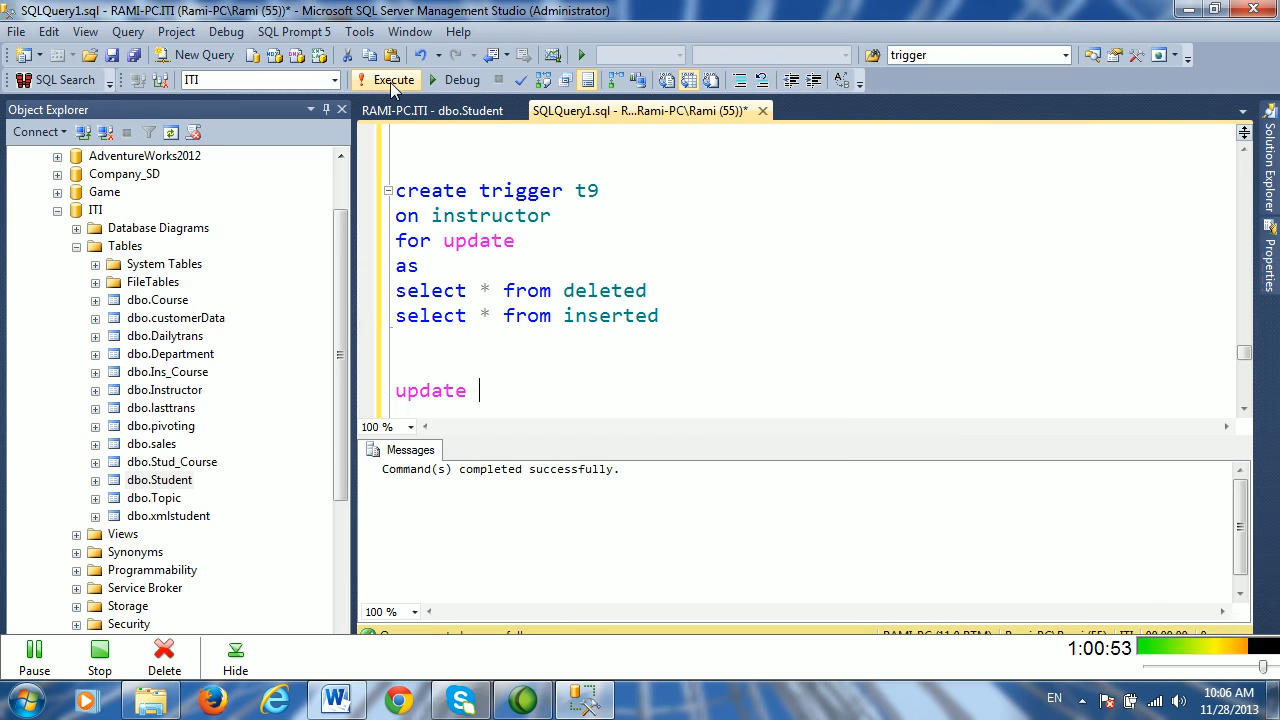 SQLQuery1.sql - RAMI-PC.ITI (Rami-PC\Rami (55))* - Microsoft SQL Server Management Studio (Administrator)
File Edit View Query Project Debug SQL Prompt 5 Tools Window Help
New Query trigger
SQL Search ITI Execute Debug
Object Explorer
RAMI-PC.ITI - dbo.Student SQLQuery1.sql - R...Rami-PC\Rami (55))*
Connect
AdventureWorks2012
Company_SD
Game
ITI
Database Diagrams
Tables
System Tables
FileTables
dbo.Course
dbo.customerData
dbo.Dailytrans
dbo.Department
dbo.Ins_Course
dbo.Instructor
dbo.lasttrans
dbo.pivoting
dbo.sales
dbo.Stud_Course
dbo.Student
dbo.Topic
dbo.xmlstudent
Views
Synonyms
Programmability
Service Broker
Storage
Security
create trigger t9
on instructor
for update
as
select * from deleted
select * from inserted
update
100 %
Messages
Command(s) completed successfully.
100 %
Solution Explorer
Properties
Pause Stop Delete Hide
1:00:53
EN
10:06 AM
11/28/2013